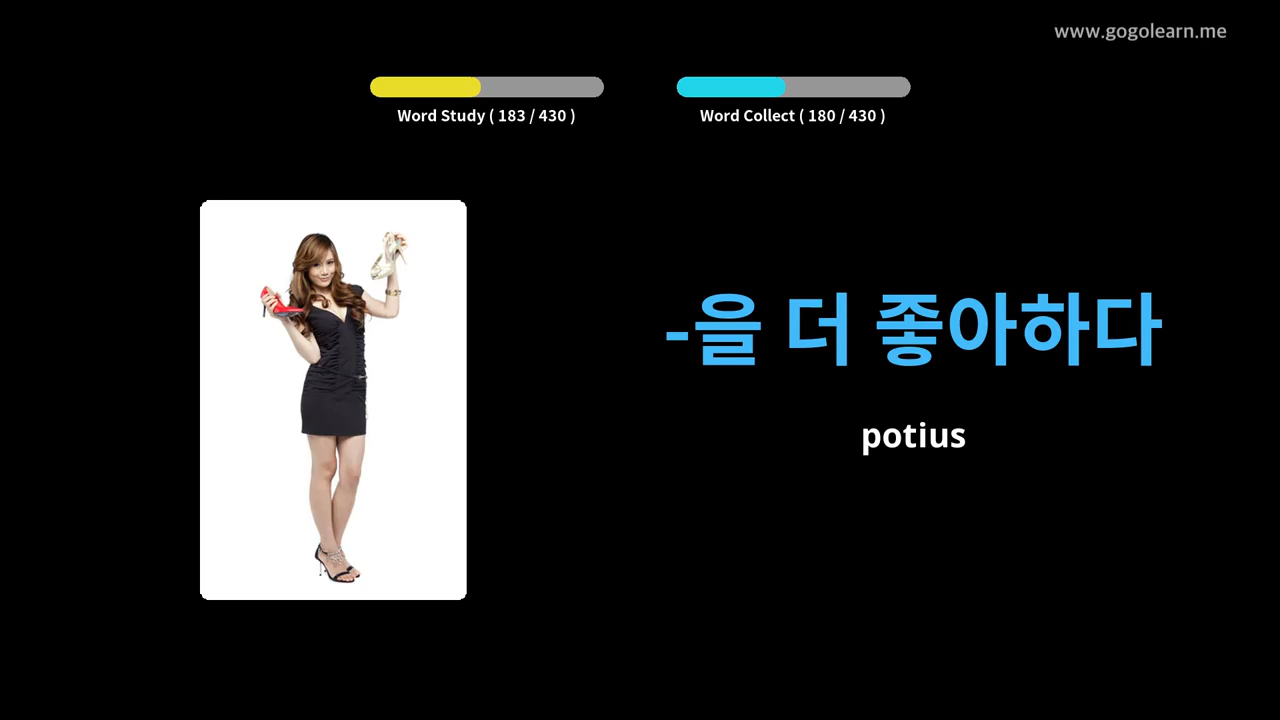 www.gogolearn.me
Word Study ( 183 / 430 )
Word Collect ( 180 / 430 )
-을 더 좋아하다
potius